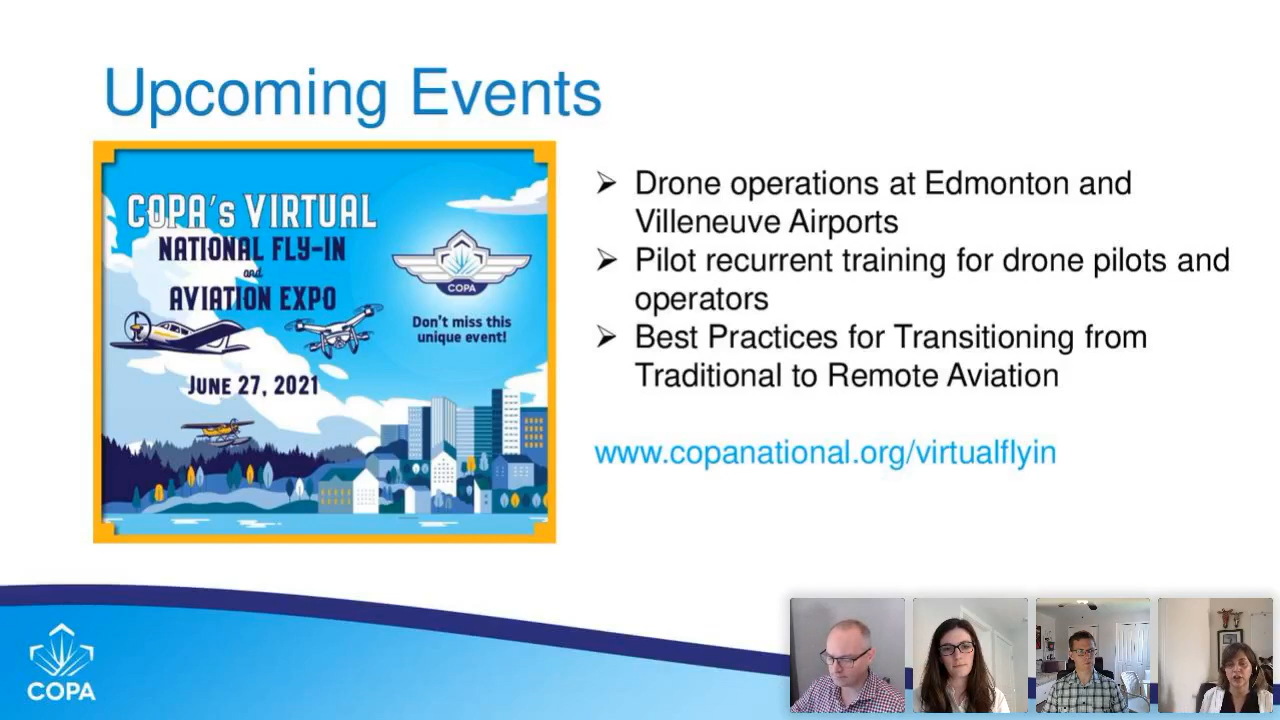 Upcoming Events
COPA's VIRTUAL
NATIONAL FLY-IN
and
AVIATION EXPO
COPA
Don't miss this
unique event!
JUNE 27, 2021
Drone operations at Edmonton and
Villeneuve Airports
Pilot recurrent training for drone pilots and
operators
Best Practices for Transitioning from
Traditional to Remote Aviation
www.copanational.org/virtualflyin
COPA